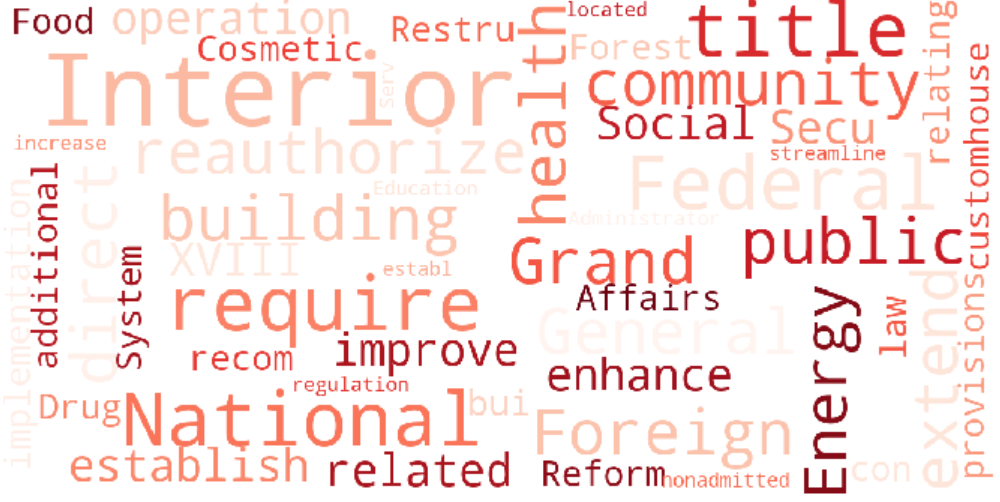 Food
operation
Cosmetic
Restru
located
health
Forest
title
relating
Interior
Serv
community
customhouse
Social
Secu
increase
reauthorize
streamline
Education
Federal
additional
direct
building
Administrator
public
implementation
System
XVIII
establ
Grand
require
Affairs
General
Energy
law
extend
provisions
recom
improve
enhance
regulation
Drug
National
bui
Foreign
establish
related
Reform
nonadmitted
con